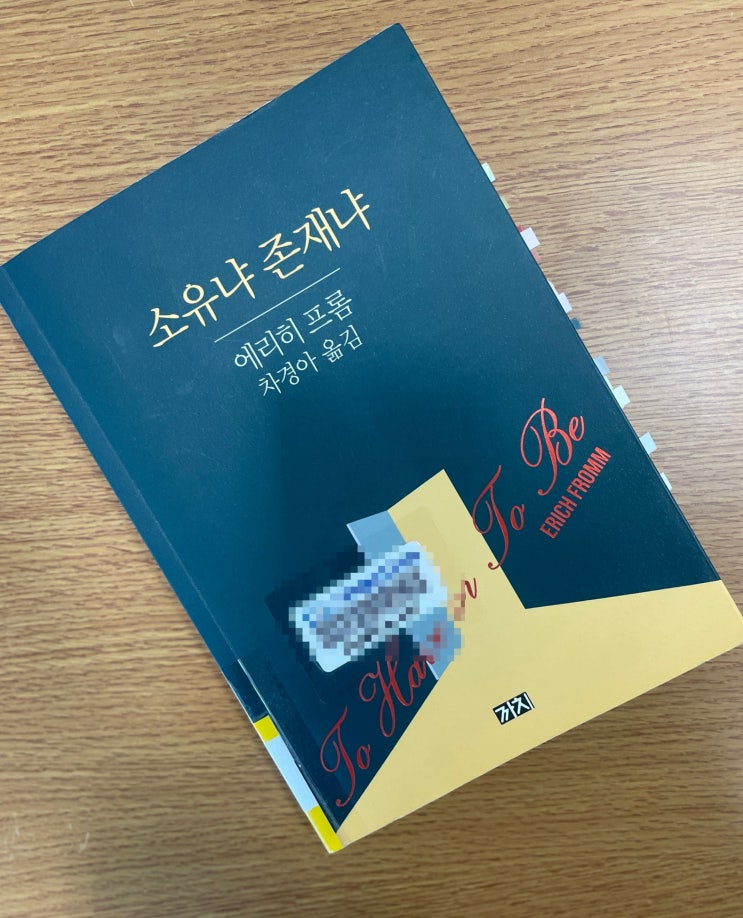 소유냐 존재냐
에리히 프롬
차경아 옮김
To Be
ERICH FROMM
To
까치